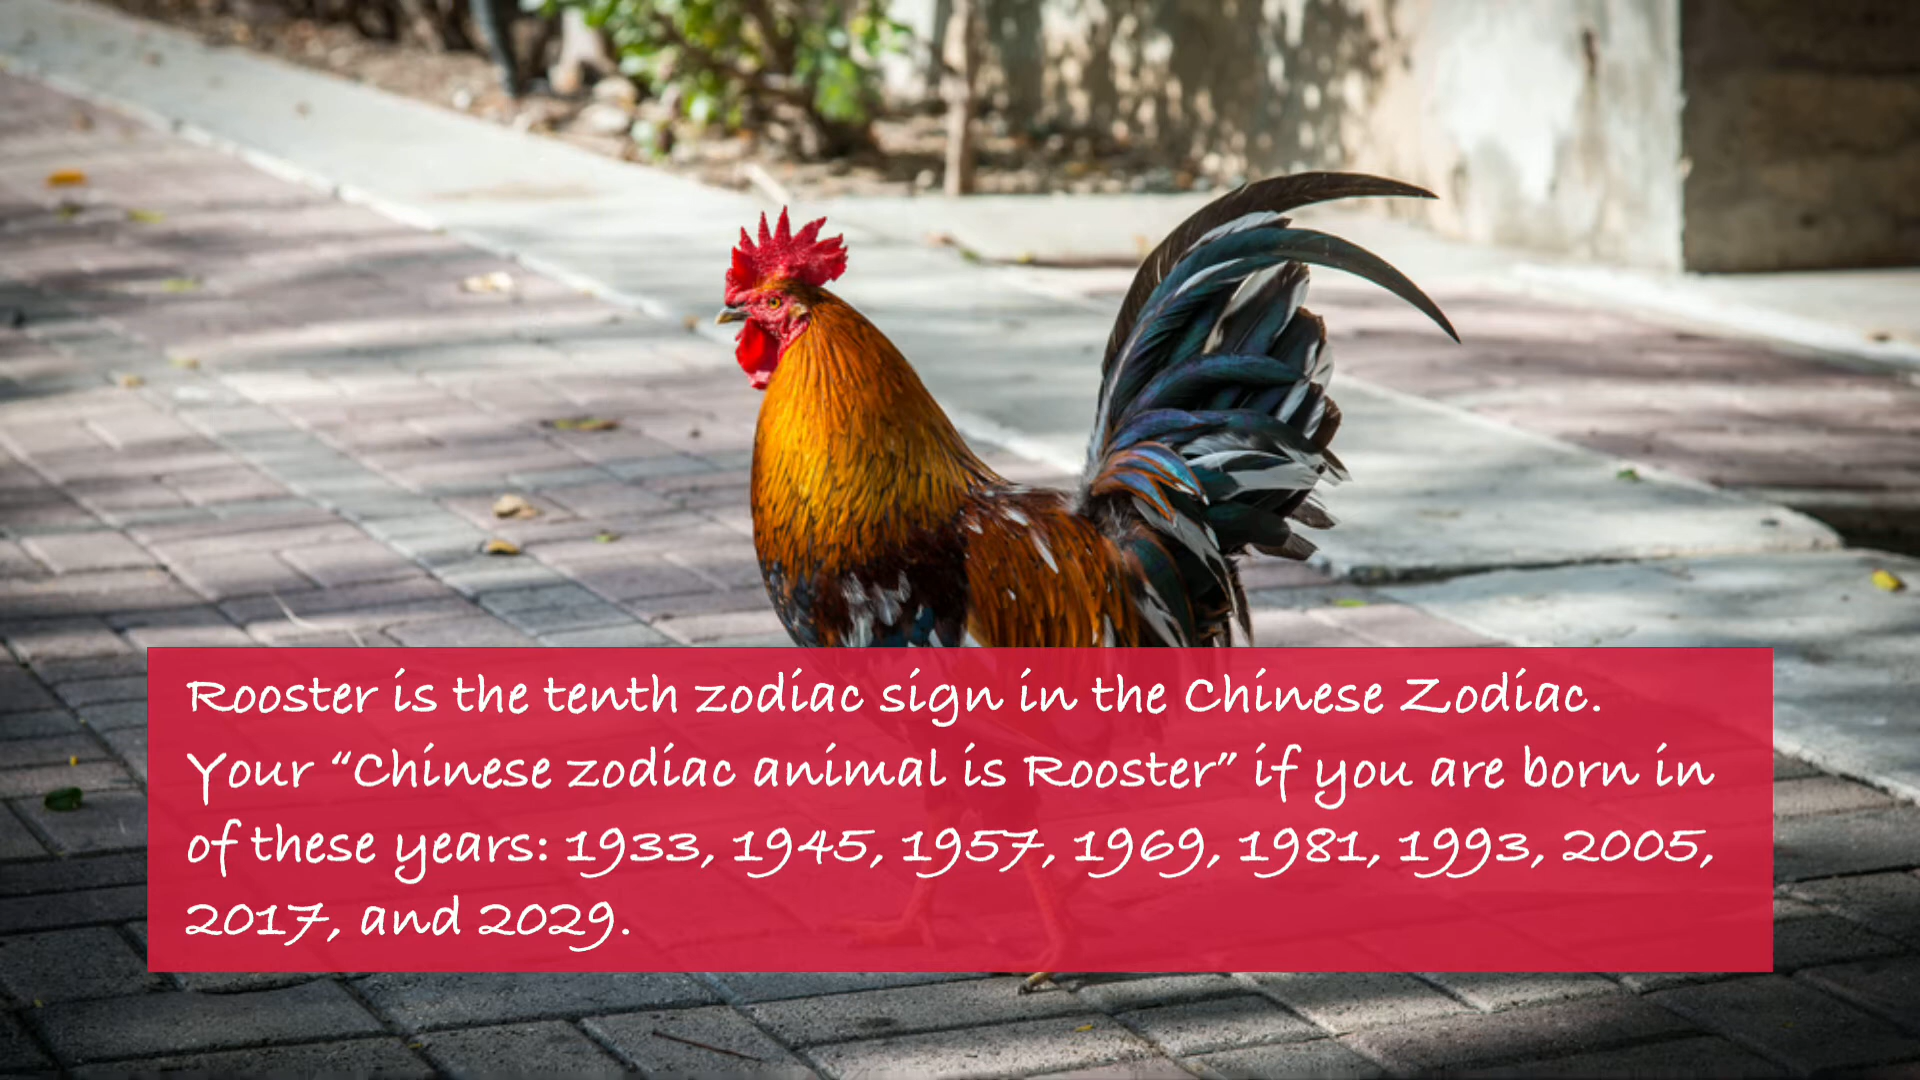 Rooster is the tenth zodiac sign in the Chinese Zodiac.
Your “Chinese zodiac animal is Rooster” if you are born in
of these years: 1933, 1945, 1957, 1969, 1981, 1993, 2005,
2017, and 2029.